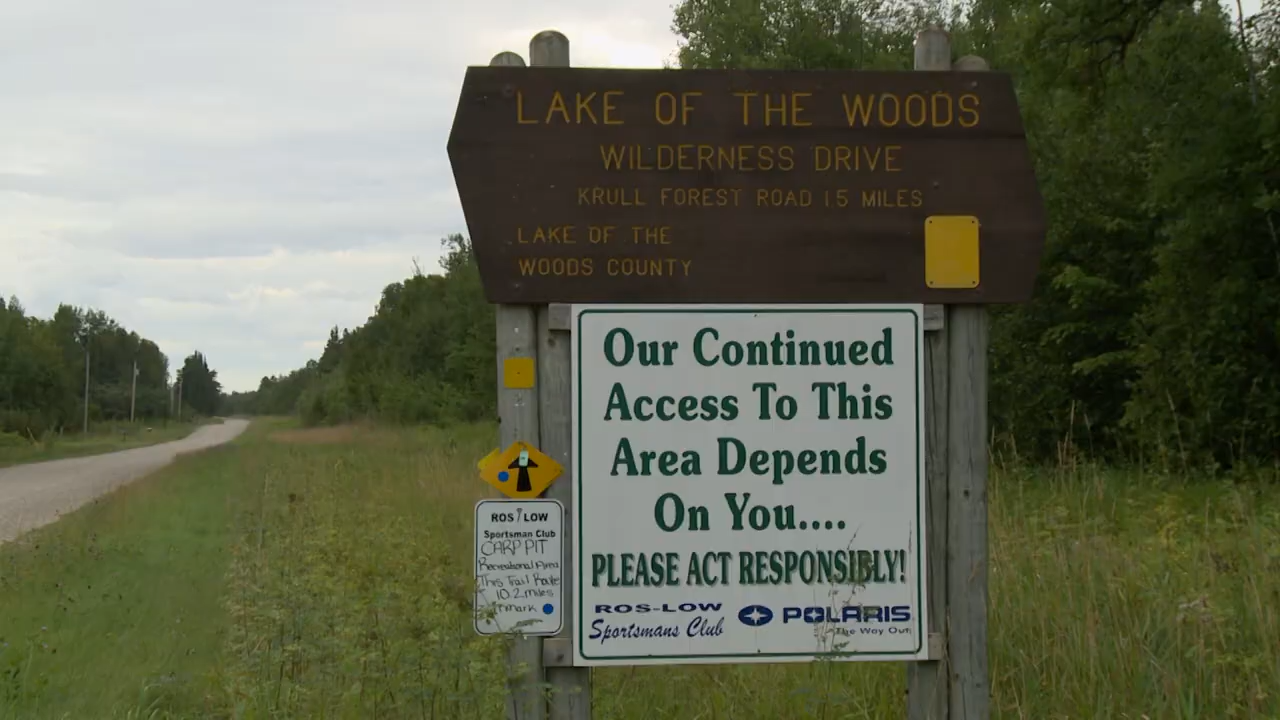 LAKE OF THE WOODS
WILDERNESS DRIVE
KRULL FOREST ROAD 1.5 MILES
LAKE OF THE
WOODS COUNTY
Our Continued
Access To This
Area Depends
On You....
PLEASE ACT RESPONSIBLY!
ROS-LOW
Sportsmans Club
POLARIS
The Way Out
ROS LOW
Sportsman Club
CARP PIT
Recreational Area
This Trail Route
10.2 miles